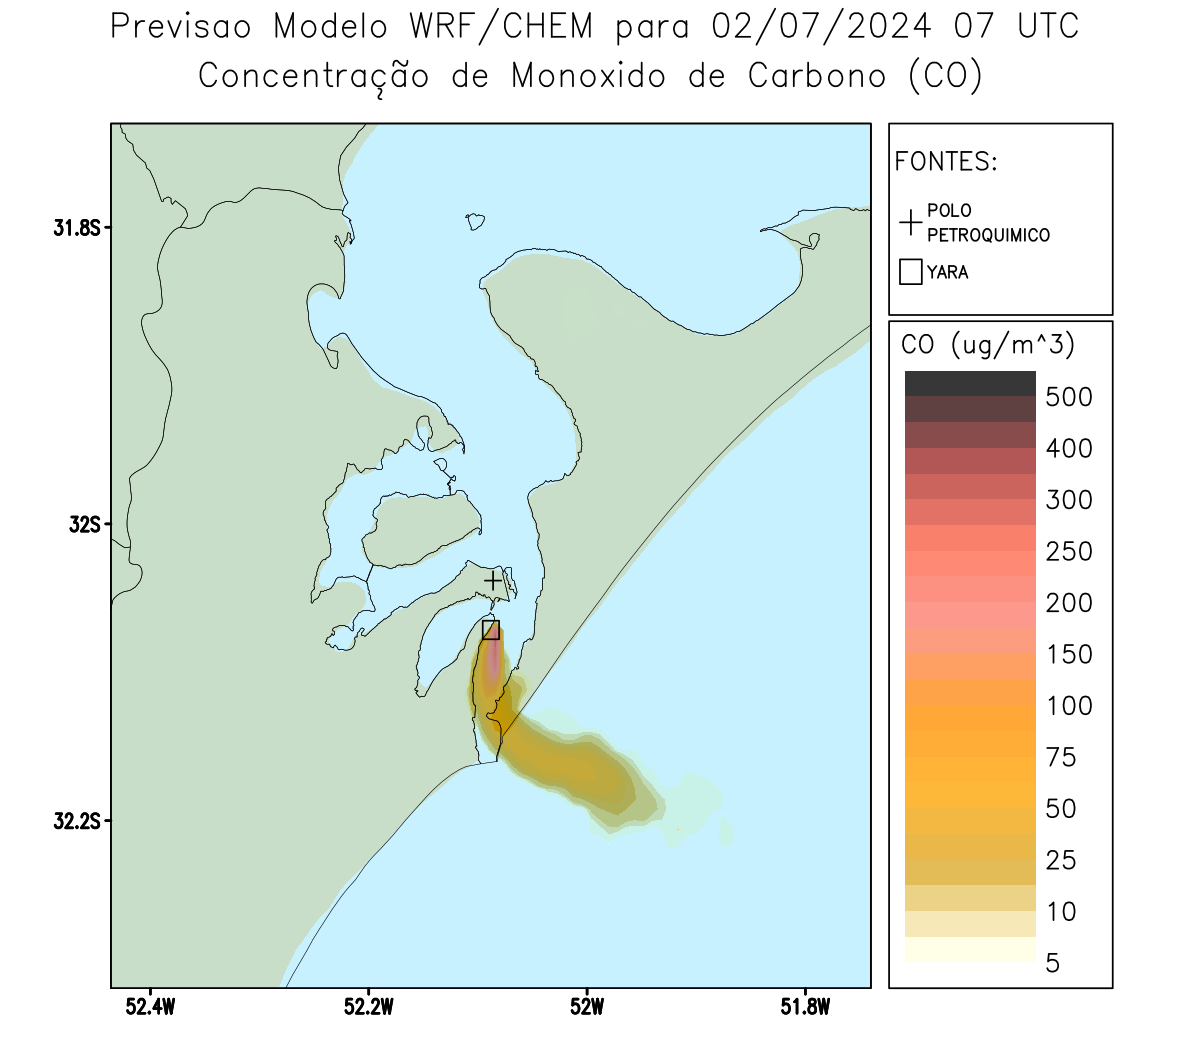 Previsao Modelo WRF/CHEM para 02/07/2024 07 UTC
Concentração de Monoxido de Carbono (CO)
FONTES:
POLO
PETROQUIMICO
YARA
CO (ug/m^3)
500
400
300
250
200
150
100
75
50
25
10
5
31.8S
32S
32.2S
52.4W
52.2W
52W
51.8W